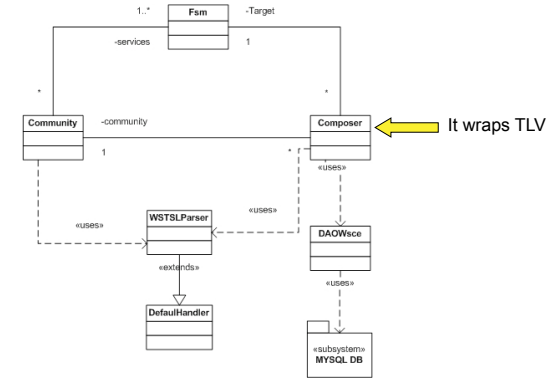 1..*
Fsm
-Target
-services
1
*
*
Community
-community
Composer
It wraps TLV
1
*
«uses»
WSTSLParser
«uses»
«uses»
DAOWsce
«extends»
«uses»
DefaulHandler
«subsystem»
MYSQL DB